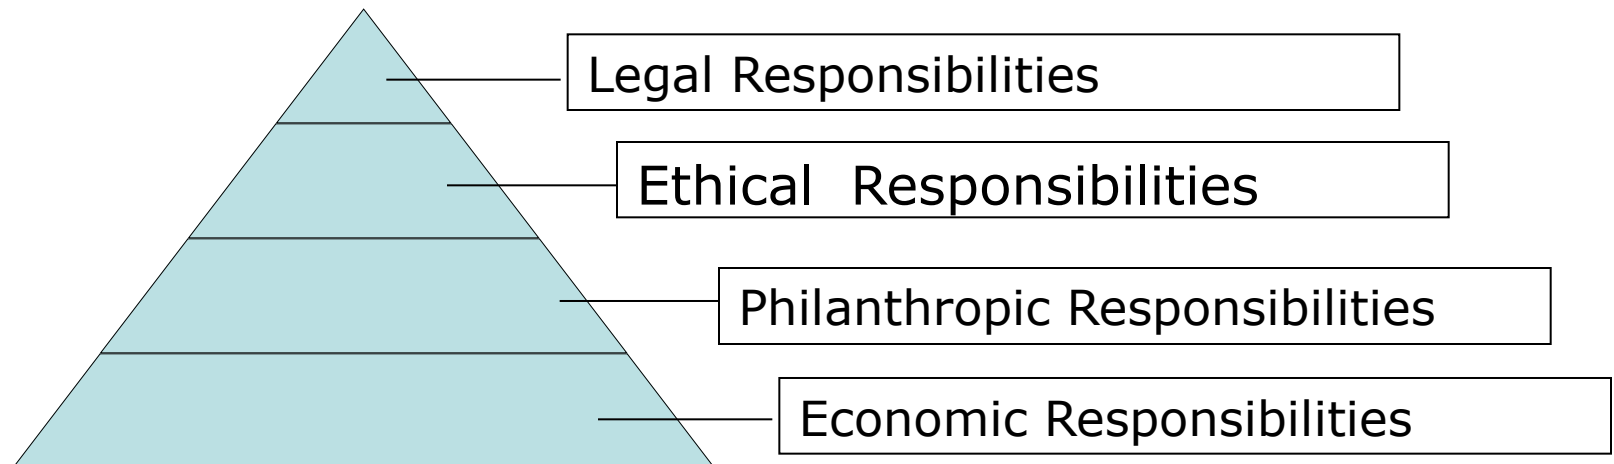 Legal Responsibilities
Ethical  Responsibilities
Philanthropic Responsibilities
Economic Responsibilities